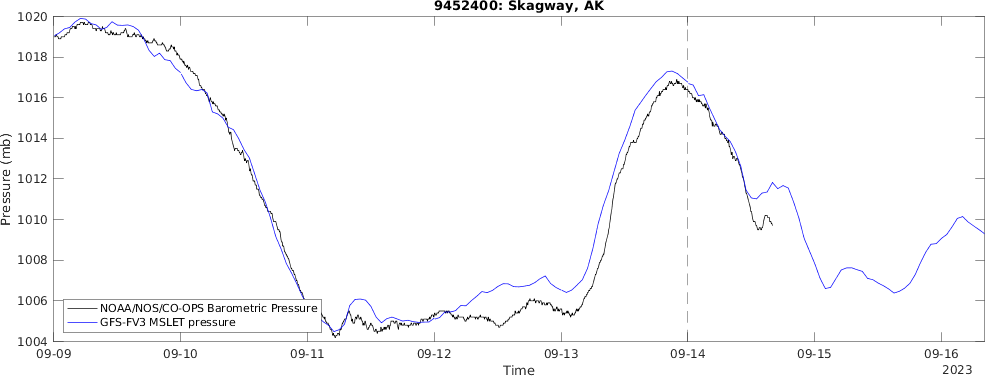 9452400: Skagway, AK
1020
1018
1016
1014
1012
1010
1008
1006
1004
Pressure (mb)
NOAA/NOS/CO-OPS Barometric Pressure
GFS-FV3 MSLET pressure
09-09 09-10 09-11 09-12 09-13 09-14 09-15 09-16
Time
2023